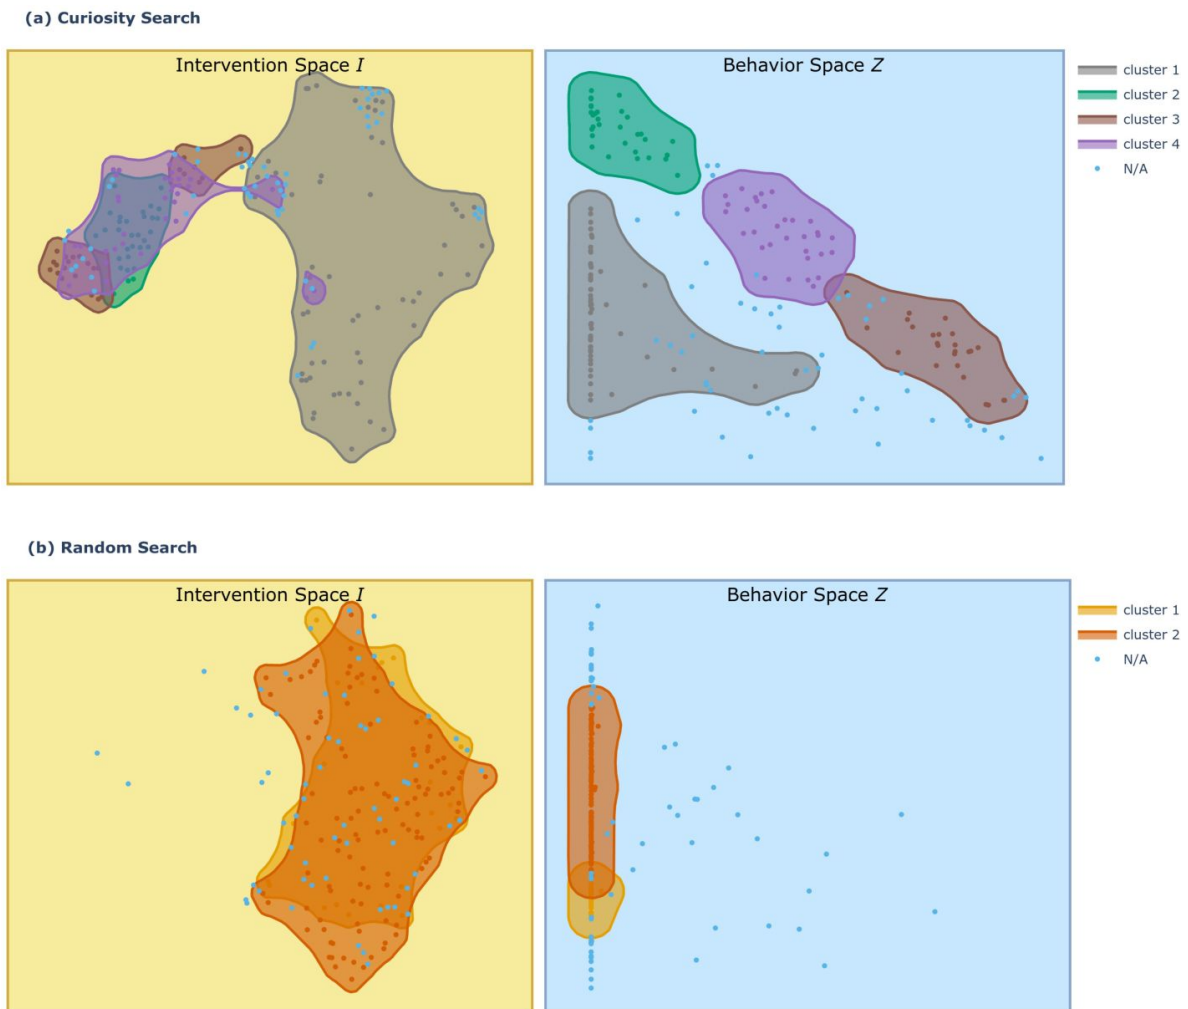 (a) Curiosity Search
Intervention Space I
Behavior Space Z
cluster 1
cluster 2
cluster 3
cluster 4
N/A
(b) Random Search
Intervention Space I
Behavior Space Z
cluster 1
cluster 2
N/A